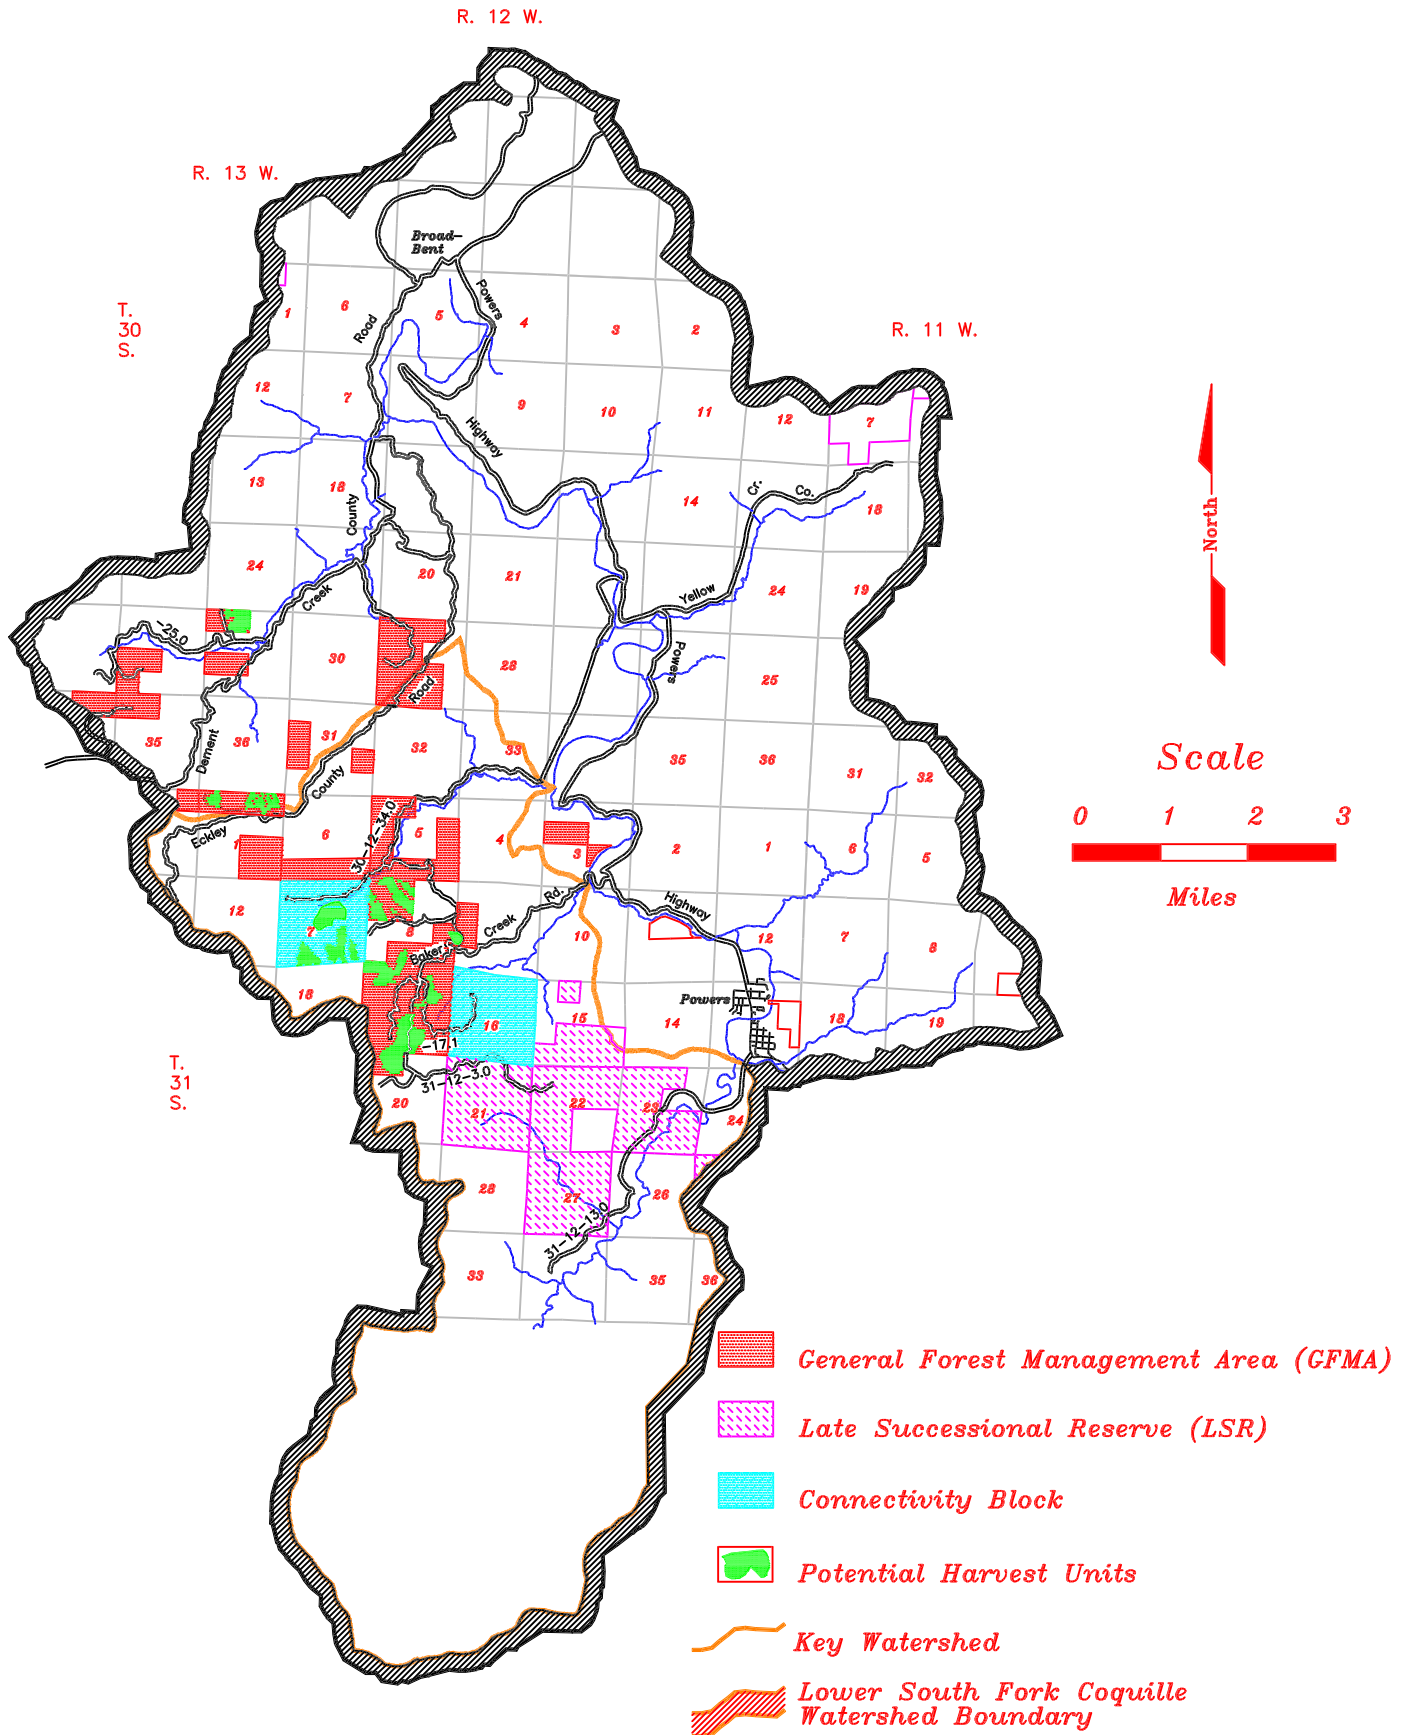 R. 12 W.
R. 13 W.
Broad-
Bent
T.
30
S.
R. 11 W.
1
6
5
4
3
2
Road
Powers
12
7
9
10
11
12
7
Highway
13
18
County
14
Cr.
Co.
18
North
24
Creek
20
21
Yellow
24
19
-25.0
30
28
Powers
25
Road
35
36
31
32
33
35
36
31
32
Dement
County
Scale
0 1 2 3
Miles
Eckley
1
6
30-12-34.0
5
4
3
2
1
6
5
12
7
8
Baker
Creek
Rd.
Highway
10
12
7
8
18
16
15
Powers
14
18
19
-17.1
31-12-3.0
T.
31
S.
20
21
22
23
24
28
27
26
31-12-13.0
33
35
36
General Forest Management Area (GFMA)
Late Successional Reserve (LSR)
Connectivity Block
Potential Harvest Units
Key Watershed
Lower South Fork Coquille
Watershed Boundary